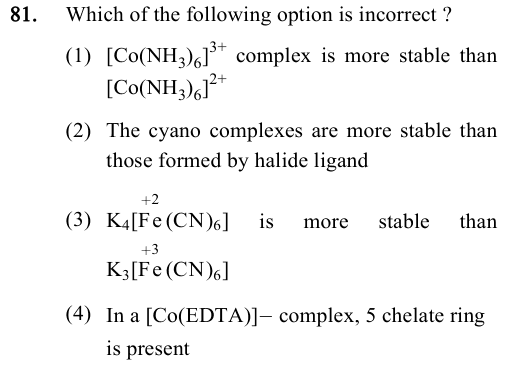 81. Which of the following option is incorrect ?
(1) [Co(NH₃)₆]³⁺ complex is more stable than
[Co(NH₃)₆]²⁺
(2) The cyano complexes are more stable than
those formed by halide ligand
+2
(3) K₄[Fe(CN)₆] is more stable than
+3
K₃[Fe(CN)₆]
(4) In a [Co(EDTA)]– complex, 5 chelate ring
is present